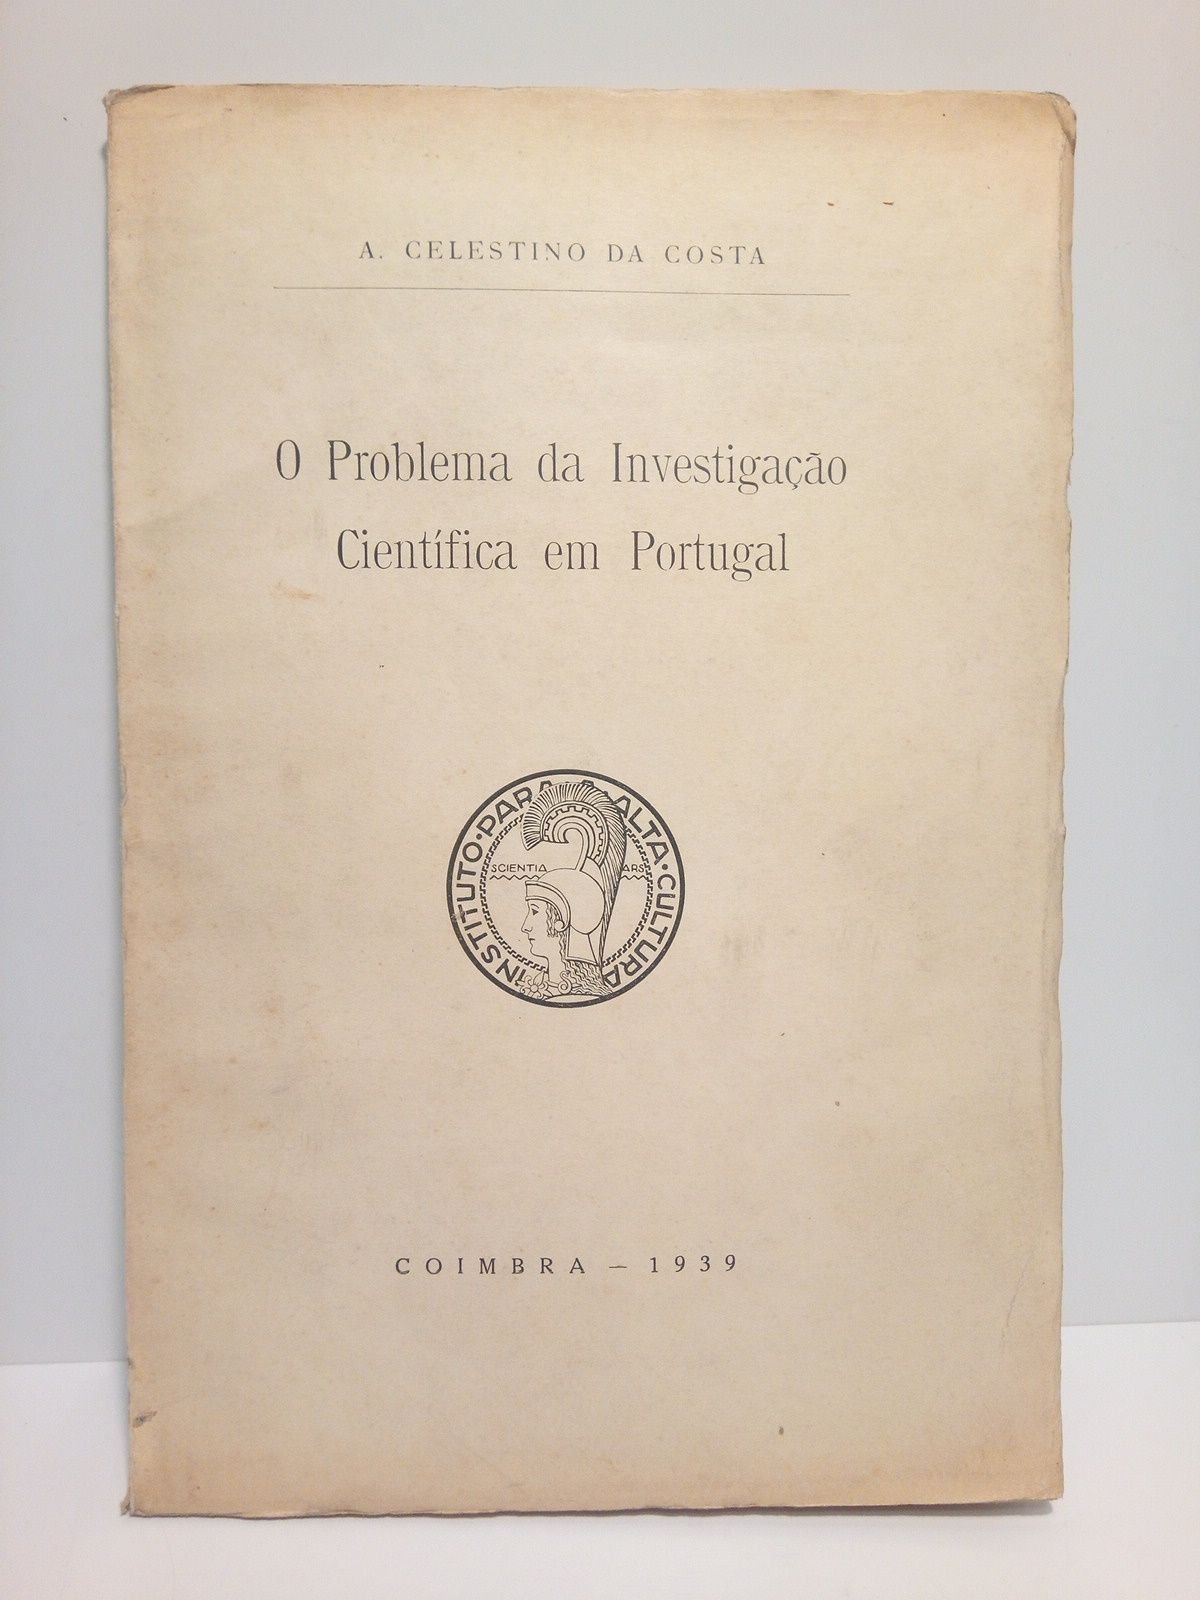 A. CELESTINO DA COSTA
O Problema da Investigação
Científica em Portugal
INSTITUTO · PARA · A · ALTA · CULTURA
SCIENTIA ARS
COIMBRA — 1939